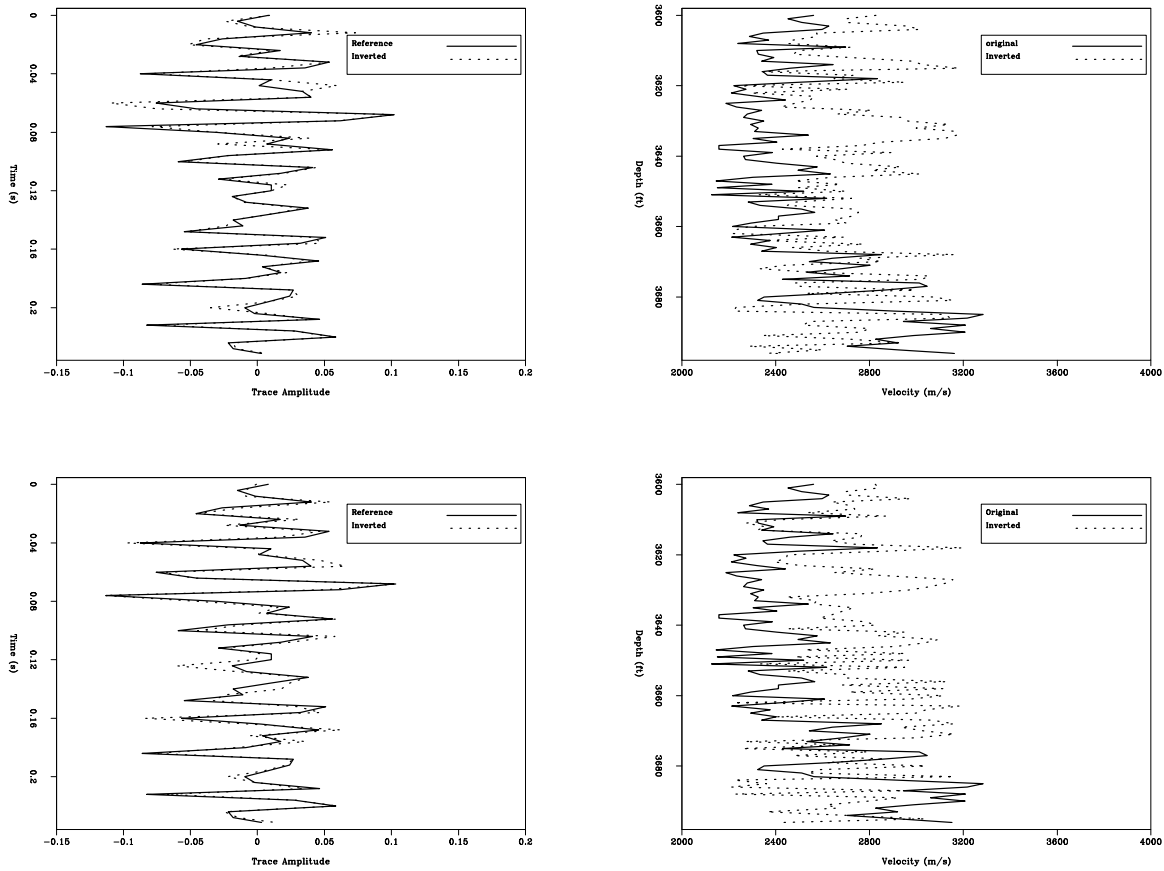 0
0.04
0.08
0.12
0.16
0.2
Time (s)
Reference
Inverted
-0.15 -0.1 -0.05 0 0.05 0.1 0.15 0.2
Trace Amplitude
3600
3620
3640
3660
3680
Depth (ft)
original
Inverted
2000 2400 2800 3200 3600 4000
Velocity (m/s)
0
0.04
0.08
0.12
0.16
0.2
Time (s)
Reference
Inverted
-0.15 -0.1 -0.05 0 0.05 0.1 0.15 0.2
Trace Amplitude
3600
3620
3640
3660
3680
Depth (ft)
Original
Inverted
2000 2400 2800 3200 3600 4000
Velocity (m/s)